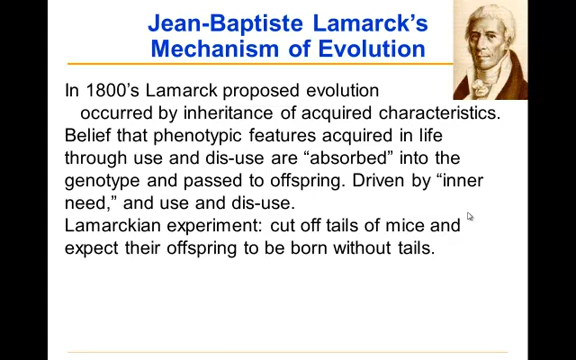 Jean-Baptiste Lamarck's
Mechanism of Evolution
In 1800's Lamarck proposed evolution
occurred by inheritance of acquired characteristics.
Belief that phenotypic features acquired in life
through use and dis-use are “absorbed” into the
genotype and passed to offspring. Driven by “inner
need,” and use and dis-use.
Lamarckian experiment: cut off tails of mice and
expect their offspring to be born without tails.